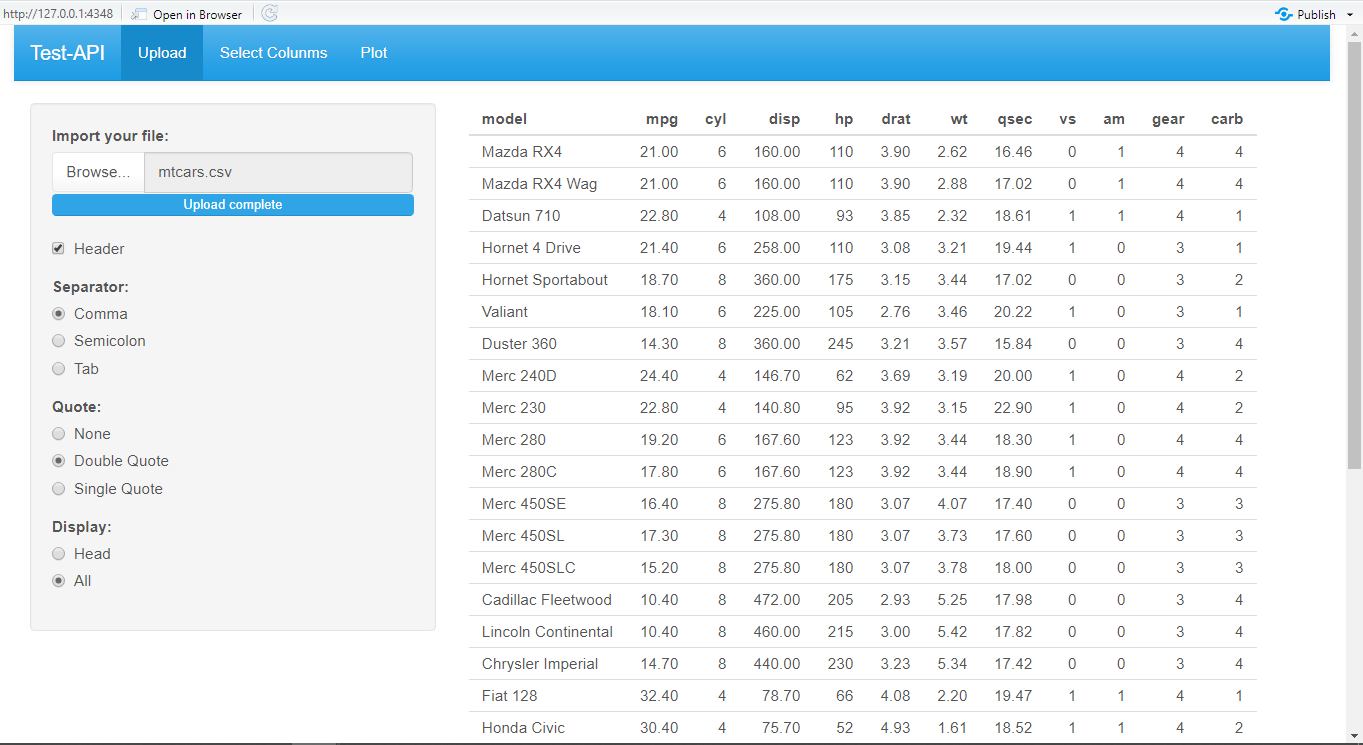 http://127.0.0.1:4348 Open in Browser Publish
Test-API Upload Select Colunms Plot
Import your file:
Browse... mtcars.csv
Upload complete
Header
Separator:
Comma
Semicolon
Tab
Quote:
None
Double Quote
Single Quote
Display:
Head
All
model mpg cyl disp hp drat wt qsec vs am gear carb
Mazda RX4 21.00 6 160.00 110 3.90 2.62 16.46 0 1 4 4
Mazda RX4 Wag 21.00 6 160.00 110 3.90 2.88 17.02 0 1 4 4
Datsun 710 22.80 4 108.00 93 3.85 2.32 18.61 1 1 4 1
Hornet 4 Drive 21.40 6 258.00 110 3.08 3.21 19.44 1 0 3 1
Hornet Sportabout 18.70 8 360.00 175 3.15 3.44 17.02 0 0 3 2
Valiant 18.10 6 225.00 105 2.76 3.46 20.22 1 0 3 1
Duster 360 14.30 8 360.00 245 3.21 3.57 15.84 0 0 3 4
Merc 240D 24.40 4 146.70 62 3.69 3.19 20.00 1 0 4 2
Merc 230 22.80 4 140.80 95 3.92 3.15 22.90 1 0 4 2
Merc 280 19.20 6 167.60 123 3.92 3.44 18.30 1 0 4 4
Merc 280C 17.80 6 167.60 123 3.92 3.44 18.90 1 0 4 4
Merc 450SE 16.40 8 275.80 180 3.07 4.07 17.40 0 0 3 3
Merc 450SL 17.30 8 275.80 180 3.07 3.73 17.60 0 0 3 3
Merc 450SLC 15.20 8 275.80 180 3.07 3.78 18.00 0 0 3 3
Cadillac Fleetwood 10.40 8 472.00 205 2.93 5.25 17.98 0 0 3 4
Lincoln Continental 10.40 8 460.00 215 3.00 5.42 17.82 0 0 3 4
Chrysler Imperial 14.70 8 440.00 230 3.23 5.34 17.42 0 0 3 4
Fiat 128 32.40 4 78.70 66 4.08 2.20 19.47 1 1 4 1
Honda Civic 30.40 4 75.70 52 4.93 1.61 18.52 1 1 4 2